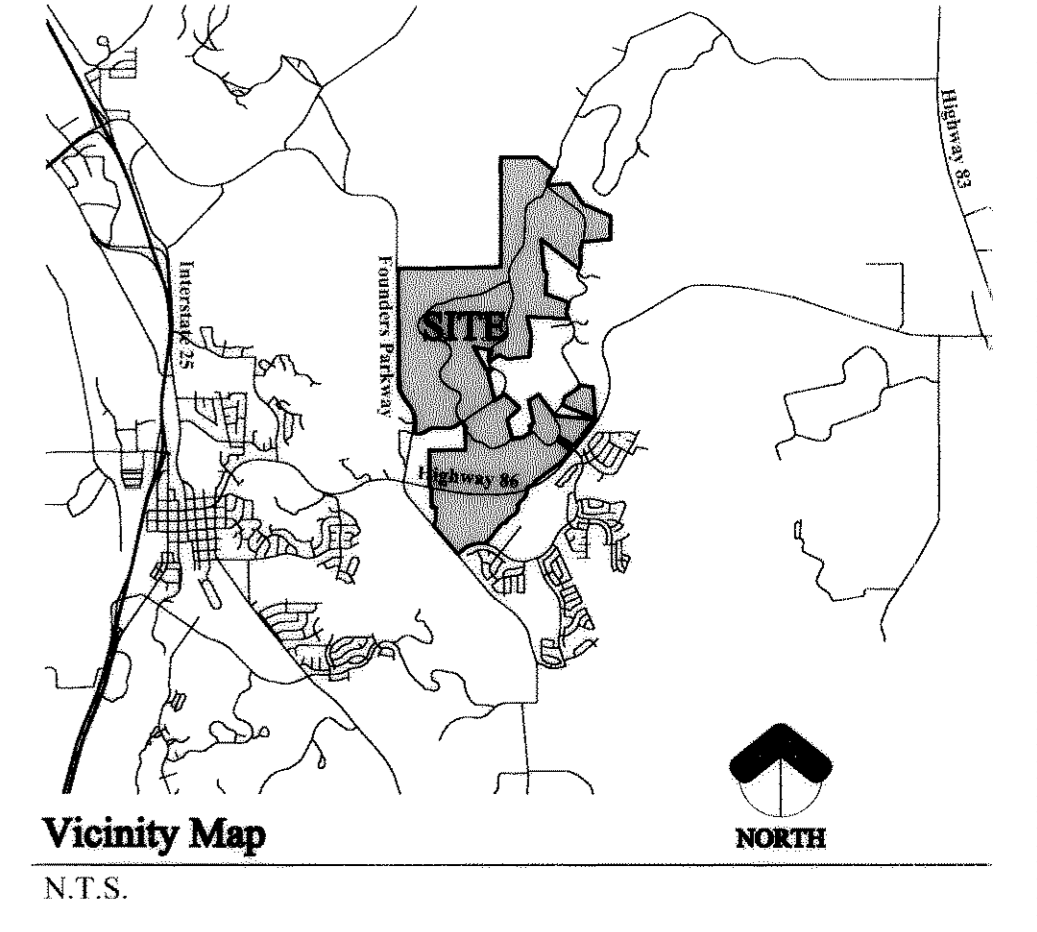 Highway 83
Interstate 25
Founders Parkway
SITE
Highway 86
Vicinity Map
NORTH
N.T.S.